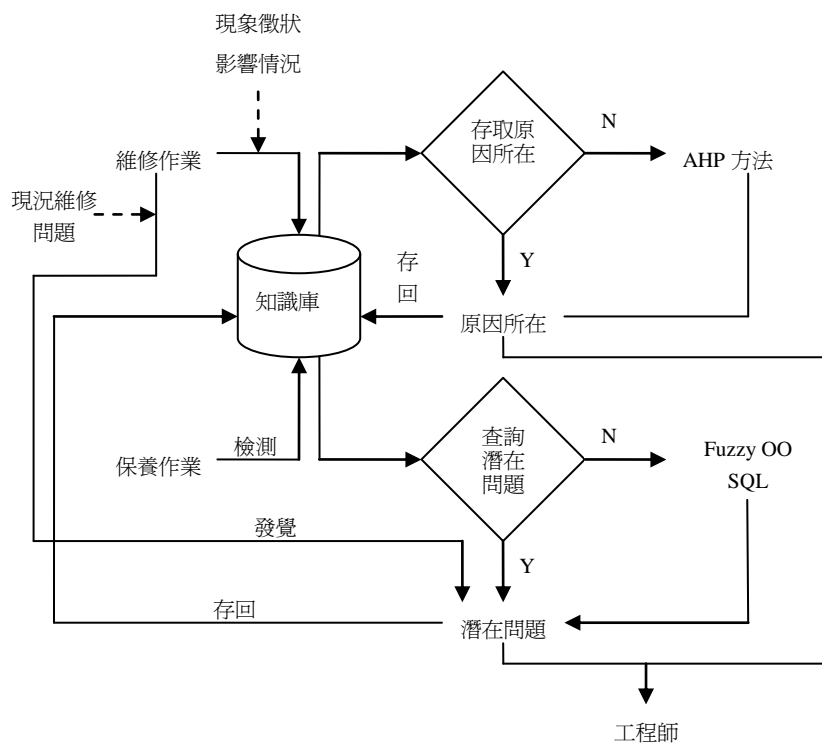 現象徵狀
影響情況
存取原
因所在
N
AHP 方法
維修作業
現況維修
問題
Y
存
回
知識庫
原因所在
查詢
潛在
問題
N
Fuzzy OO
SQL
檢測
保養作業
發覺
Y
存回
潛在問題
工程師